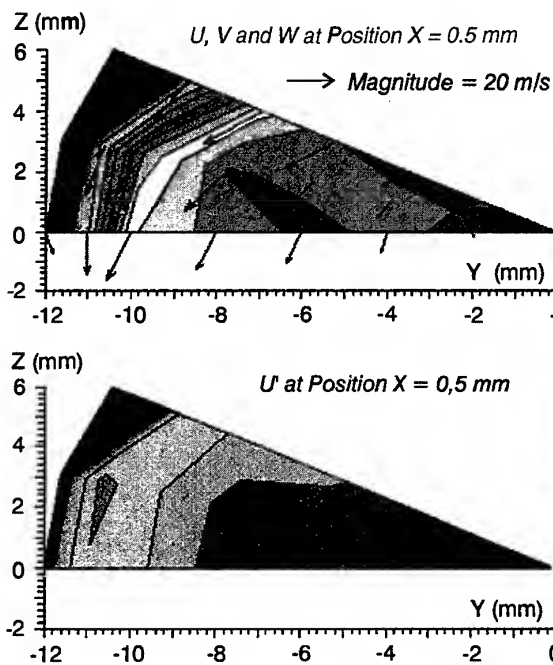 Z (mm)
U, V and W at Position X = 0.5 mm
6
Magnitude = 20 m/s
4
2
0
Y (mm)
-2
-12 -10 -8 -6 -4 -2
Z (mm)
U' at Position X = 0,5 mm
6
4
2
0
Y (mm)
-2
-12 -10 -8 -6 -4 -2 0